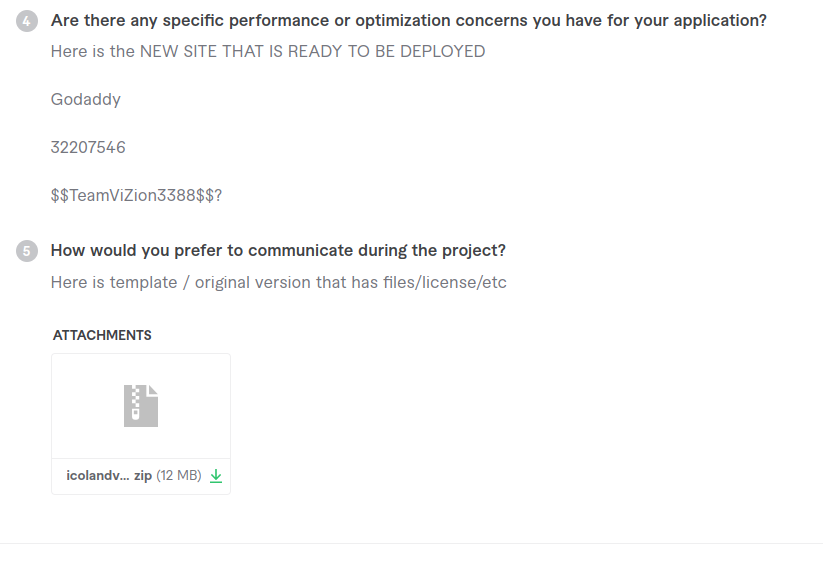 4 Are there any specific performance or optimization concerns you have for your application?
Here is the NEW SITE THAT IS READY TO BE DEPLOYED
Godaddy
32207546
$$TeamViZion3388$$?
5 How would you prefer to communicate during the project?
Here is template / original version that has files/license/etc
ATTACHMENTS
icolandv... zip (12 MB)